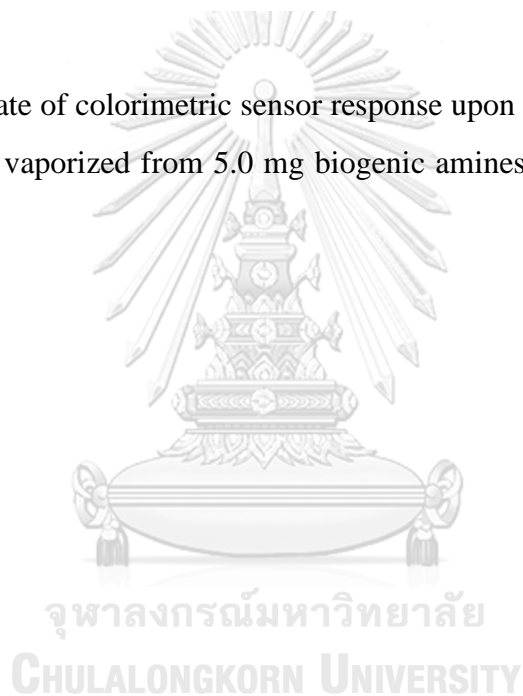 ate of colorimetric sensor response upon
vaporized from 5.0 mg biogenic amines
จุฬาลงกรณ์มหาวิทยาลัย
CHULALONGKORN UNIVERSITY